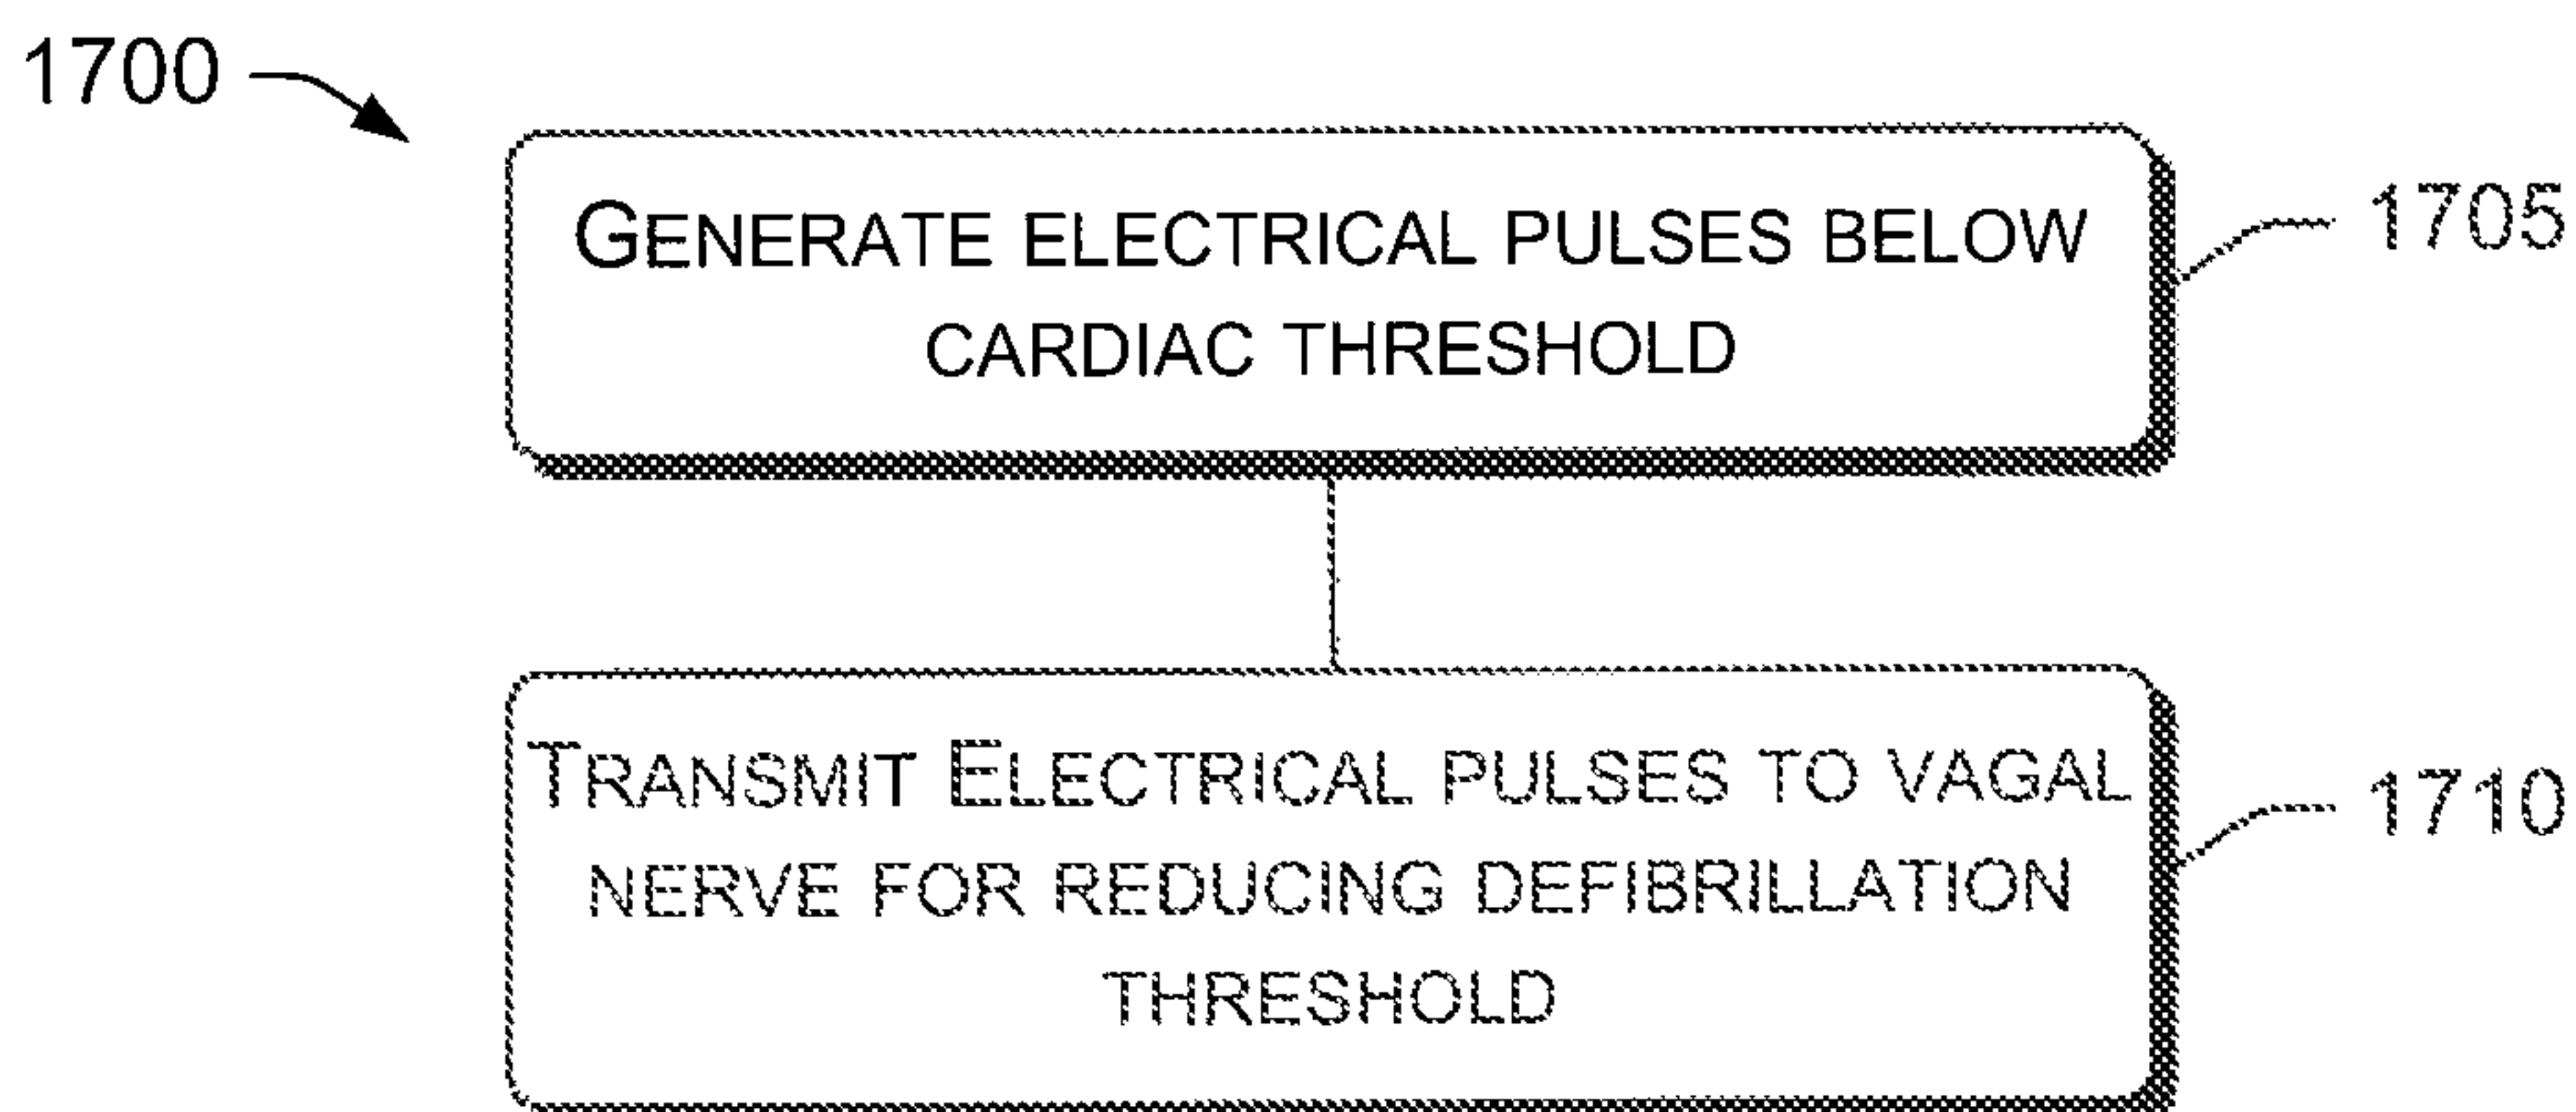 1700
GENERATE ELECTRICAL PULSES BELOW
CARDIAC THRESHOLD
1705
TRANSMIT ELECTRICAL PULSES TO VAGAL
NERVE FOR REDUCING DEFIBRILLATION
THRESHOLD
1710